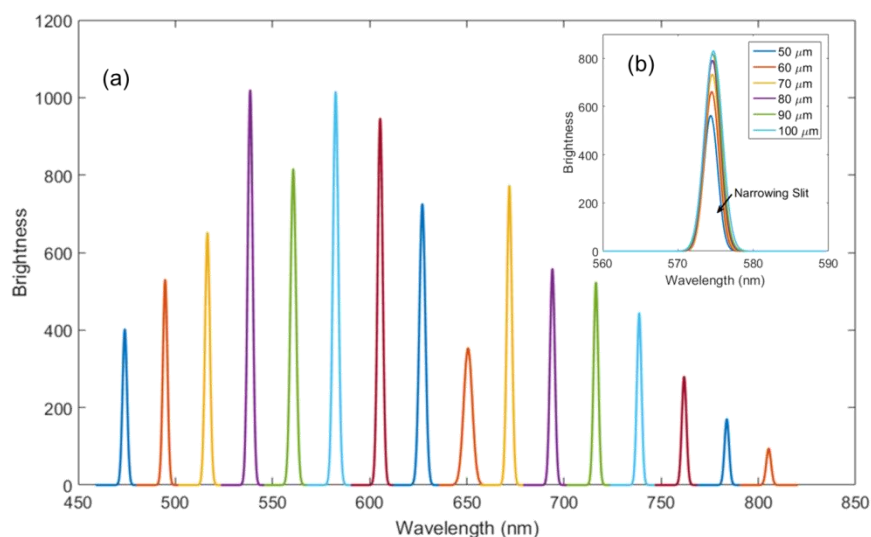 (a)
Brightness
1200
1000
800
600
400
200
0
450 500 550 600 650 700 750 800 850
Wavelength (nm)
(b)
Brightness
800
600
400
200
0
560 570 580 590
Wavelength (nm)
50 μm
60 μm
70 μm
80 μm
90 μm
100 μm
Narrowing Slit